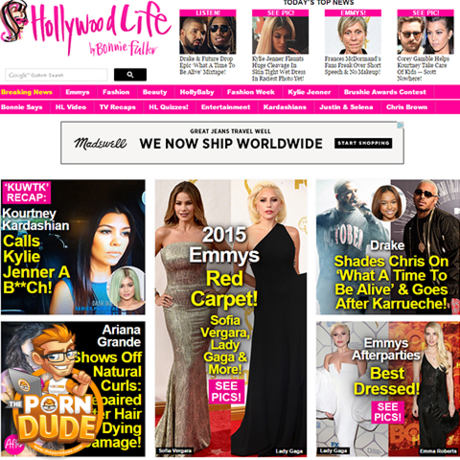 TODAY'S TOP NEWS
Hollywood Life
by Bonnie Fuller
LISTEN!
Drake & Future Drop
Epic 'What A Time To
Be Alive' Mixtape!
SEE PIC!
Kylie Jenner Flaunts
Huge Cleavage In
Skin Tight Wet Dress
In Raciest Photo Yet!
EMMYS!
Frances McDormand's
Fans Freak Over Short
Speech & No Makeup!
SEE PIC!
Corey Gamble Helps
Kourtney Take Care
Of Kids — Scott
Nowhere!
Google Custom Search
Breaking News Emmys Fashion Beauty HollyBaby Fashion Week Kylie Jenner Brushie Awards Contest
Bonnie Says HL Video TV Recaps HL Quizzes! Entertainment Kardashians Justin & Selena Chris Brown
Madewell
GREAT JEANS TRAVEL WELL
WE NOW SHIP WORLDWIDE
START SHOPPING
'KUWTK'
RECAP:
Kourtney
Kardashian
Calls
Kylie
Jenner A
B**Ch!
2015
Emmys
Red
Carpet!
Sofia
Vergara,
Lady
Gaga &
More!
SEE
PICS!
Sofia Vergara
Lady Gaga
OCTOBER
Drake
Shades Chris On
'What A Time To
Be Alive' & Goes
After Karrueche!
Ariana
Grande
Shows Off
Natural
Curls:
After Hair
Dying
Damage!
THE
PORN
DUDE
Emmys
Afterparties
Best
Dressed!
SEE
PICS!
Lady Gaga
Emma Roberts